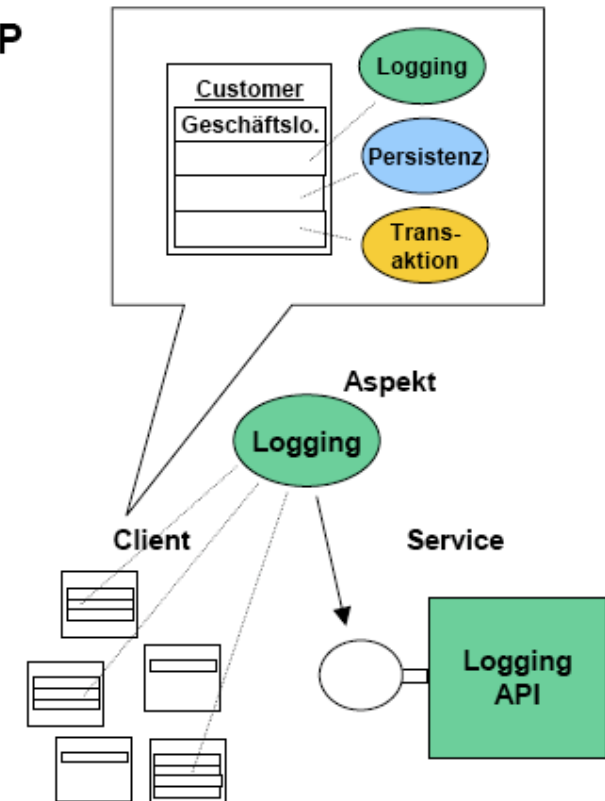 P
Logging
Customer
Geschäftslo.
Persistenz
Trans-
aktion
Aspekt
Logging
Client
Service
Logging
API